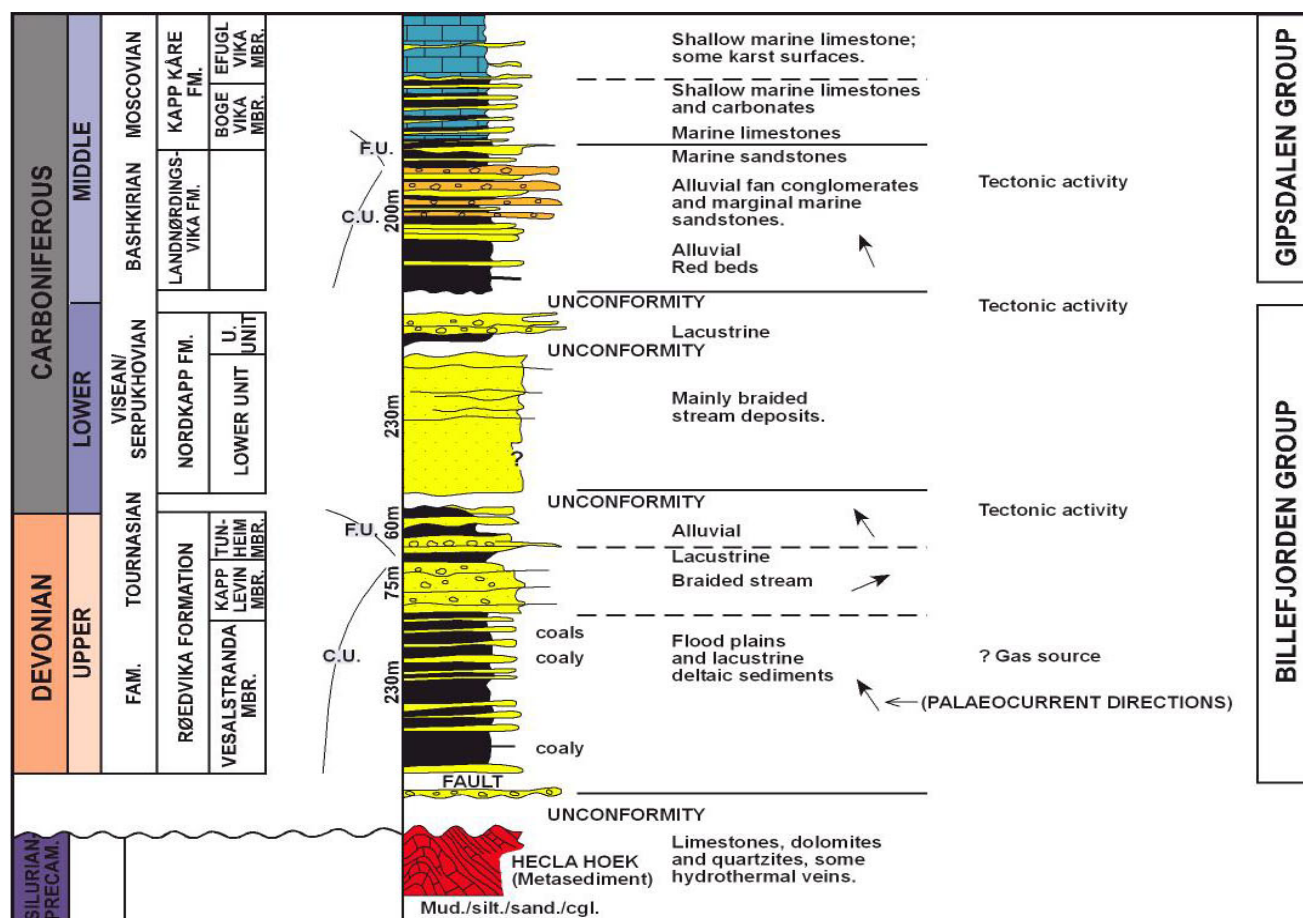 CARBONIFEROUS
DEVONIAN
SILURIAN.
PRECAM.
MIDDLE
LOWER
UPPER
MOSCOVIAN
BASHKIRIAN
VISEAN/
SERPUKHOVIAN
TOURNASIAN
FAM.
KAPP KÅRE
FM.
LANDNØRDINGS-
VIKA FM.
NORDKAPP FM.
RØEDVIKA FORMATION
EFUGL
VIKA
MBR.
BOGE
VIKA
MBR.
U.
UNIT
LOWER UNIT
TUN-
HEIM
MBR.
KAPP
LEVIN
MBR.
VESALSTRANDA
MBR.
F.U.
C.U.
F.U.
C.U.
200m
230m
60m
75m
230m
Shallow marine limestone;
some karst surfaces.
Shallow marine limestones
and carbonates
Marine limestones
Marine sandstones
Alluvial fan conglomerates
and marginal marine
sandstones.
Tectonic activity
Alluvial
Red beds
UNCONFORMITY
Tectonic activity
Lacustrine
UNCONFORMITY
Mainly braided
stream deposits.
?
UNCONFORMITY
Tectonic activity
Alluvial
Lacustrine
Braided stream
coals
coaly
Flood plains
and lacustrine
deltaic sediments
? Gas source
(PALAEOCURRENT DIRECTIONS)
coaly
FAULT
UNCONFORMITY
HECLA HOEK
(Metasediment)
Limestones, dolomites
and quartzites, some
hydrothermal veins.
Mud./silt./sand./cgl.
GIPSDALEN GROUP
BILLEFJORDEN GROUP